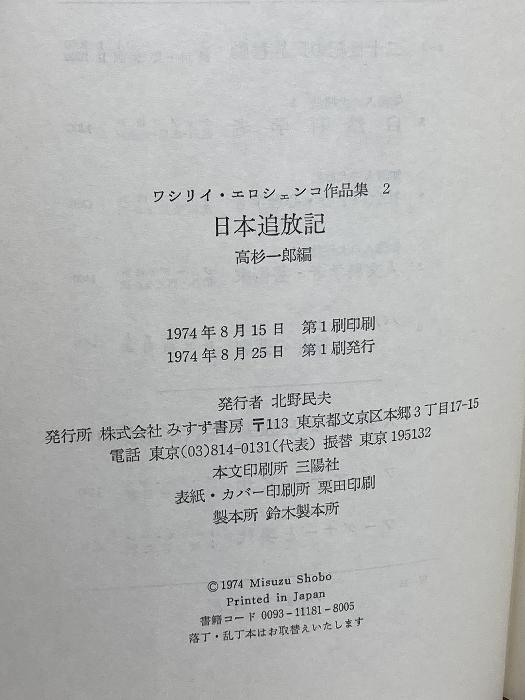 ワシリイ・エロシェンコ作品集 2
日本追放記
高杉一郎編
1974年8月15日 第1刷印刷
1974年8月25日 第1刷発行
発行者 北野民夫
発行所 株式会社 みすず書房 〒113 東京都文京区本郷3丁目17-15
電話 東京(03)814-0131(代表) 振替 東京195132
本文印刷所 三陽社
表紙・カバー印刷所 栗田印刷
製本所 鈴木製本所
©1974 Misuzu Shobo
Printed in Japan
書籍コード 0093-11181-8005
落丁・乱丁本はお取替えいたします